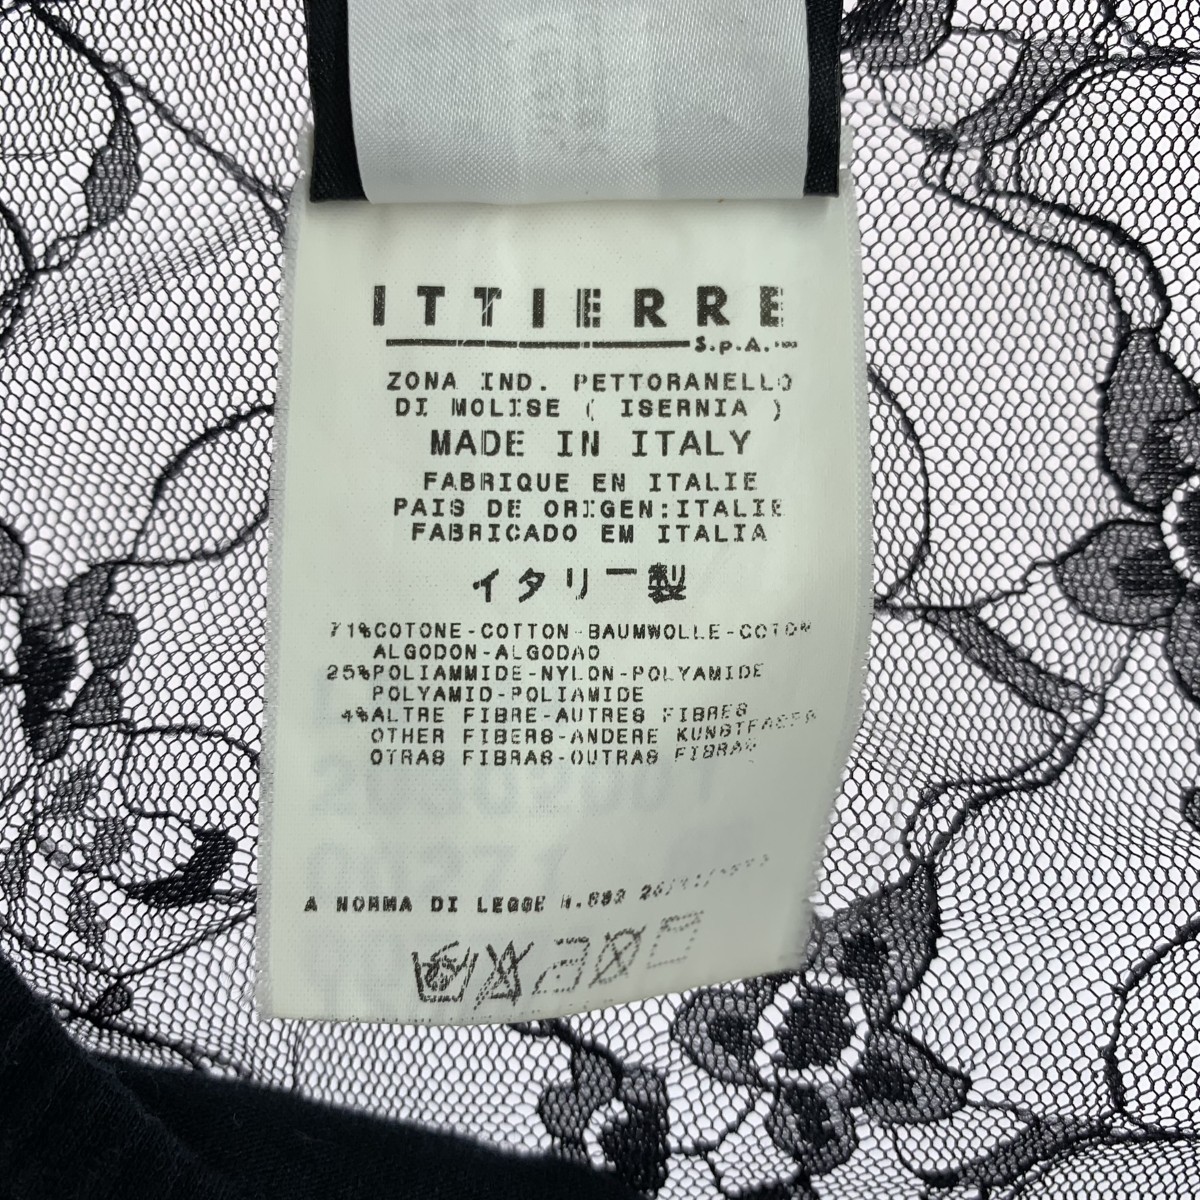 ITTIERRE
S.p.A.
ZONA IND. PETTORANELLO
DI MOLISE ( ISERNIA )
MADE IN ITALY
FABRIQUE EN ITALIE
PAIS DE ORIGEN:ITALIE
FABRICADO EM ITALIA
イタリー製
71%COTONE-COTTON-BAUMWOLLE-COTON
ALGODON-ALGODAO
25%POLIAMMIDE-NYLON-POLYAMIDE
POLYAMID-POLIAMIDE
4%ALTRE FIBRE-AUTRES FIBRES
OTHER FIBERS-ANDERE KUNSTFASER
OTRAS FIBRAS-OUTRAS FIBRAS
A NORMA DI LEGGE N.883